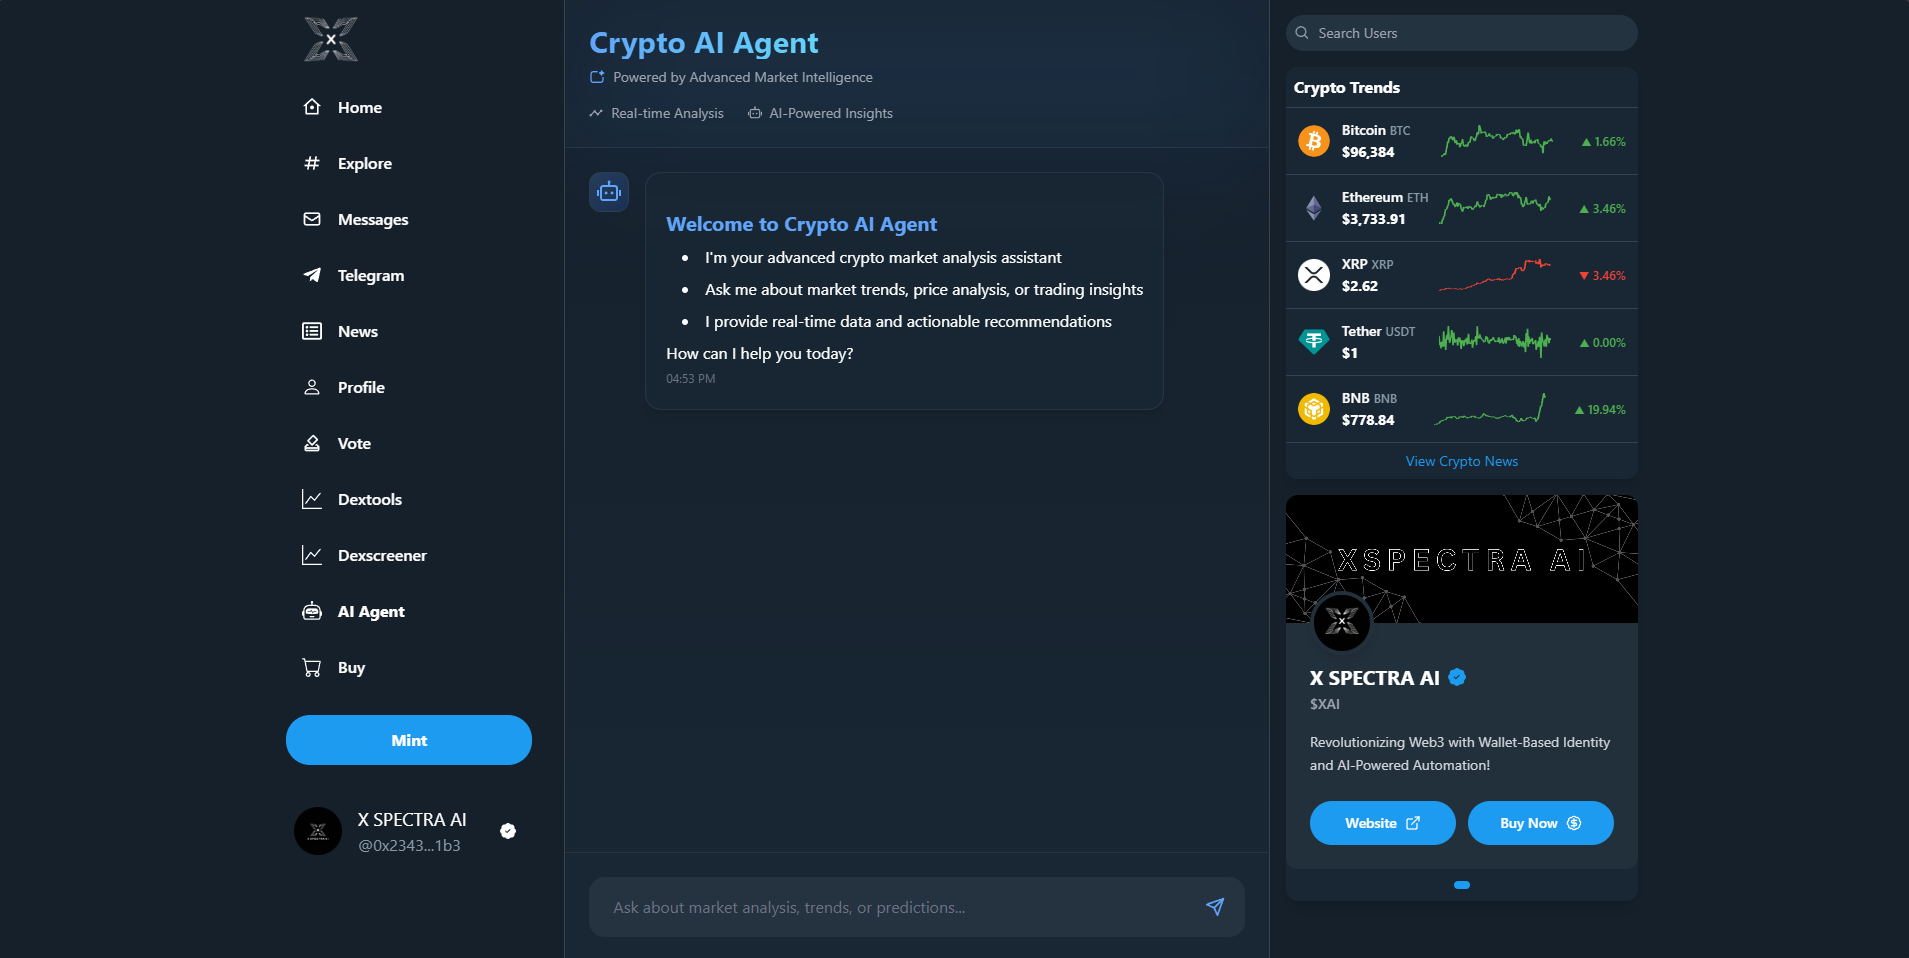 X
Home
Explore
Messages
Telegram
News
Profile
Vote
Dextools
Dexscreener
AI Agent
Buy
Mint
X SPECTRA AI
@0x2343...1b3
Crypto AI Agent
Powered by Advanced Market Intelligence
Real-time Analysis
AI-Powered Insights
Welcome to Crypto AI Agent
• I'm your advanced crypto market analysis assistant
• Ask me about market trends, price analysis, or trading insights
• I provide real-time data and actionable recommendations
How can I help you today?
04:53 PM
Ask about market analysis, trends, or predictions...
Search Users
Crypto Trends
Bitcoin BTC
$96,384
▲ 1.66%
Ethereum ETH
$3,733.91
▲ 3.46%
XRP XRP
$2.62
▼ 3.46%
Tether USDT
$1
▲ 0.00%
BNB BNB
$778.84
▲ 19.94%
View Crypto News
XSPECTRA AI
X
X SPECTRA AI
$XAI
Revolutionizing Web3 with Wallet-Based Identity
and AI-Powered Automation!
Website
Buy Now